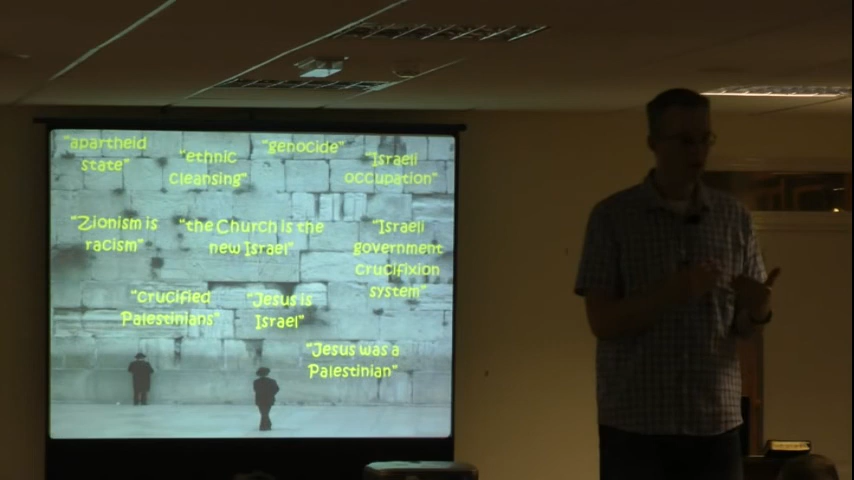 "apartheid
state"
"ethnic
cleansing"
"genocide"
"Israeli
occupation"
"Zionism is
racism"
"the Church is the
new Israel"
"Israeli
government
crucifixion
system"
"crucified
Palestinians"
"Jesus is
Israel"
"Jesus was a
Palestinian"